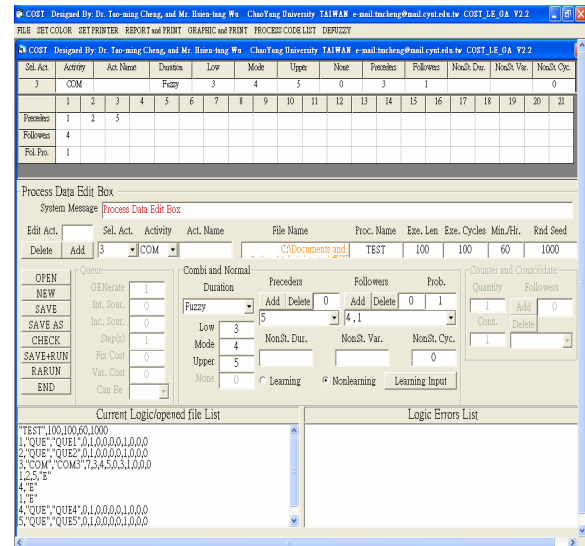 COST Designed By: Dr. Tao-ming Cheng, and Mr. Hsien-tang Wu ChaoYang University TAIWAN e-mail:tmcheng@mail.cyut.edu.tw COST_LE_GA V2.2
FILE SET COLOR SET PRINTER REPORT and PRINT GRAPHIC and PRINT PROCESS CODE LIST DEFUZZY
COST Designed By: Dr. Tao-ming Cheng, and Mr. Hsien-tang Wu ChaoYang University TAIWAN e-mail:tmcheng@mail.cyut.edu.tw COST_LE_GA V2.2
Sel. Act. Activity Act. Name Duration Low Mode Upper None Preceders Followers NonSt. Dur. NonSt. Var. NonSt. Cyc.
3 COM Fuzzy 3 4 5 0 3 1 0
1 2 3 4 5 6 7 8 9 10 11 12 13 14 15 16 17 18 19 20 21
Preceders 1 2 5
Followers 4
Fol. Pro. 1
Process Data Edit Box
System Message Process Data Edit Box
Edit Act. Sel. Act. Activity Act. Name File Name Proc. Name Exe. Len Exe. Cycles Min./Hr. Rnd Seed
Delete Add 3 COM C:\Documents and TEST 100 100 60 1000
OPEN
NEW
SAVE
SAVE AS
CHECK
SAVE+RUN
RARUN
END
Queue
GENerate 1
Int. Sour. 0
Inc. Sour. 0
Step(s) 1
Fix Cost 0
Var. Cost 0
Can Be
Combi and Normal
Duration Preceders Followers Prob.
Fuzzy Add Delete 0 Add Delete 0 1
5 4,1
Low 3
Mode 4
Upper 5
None 0
NonSt. Dur. NonSt. Var. NonSt. Cyc.
0
Learning Nonlearning Learning Input
Counter and Consolidate
Quantity Followers
1 Add 0
Cons. Delete
1
Current Logic/opened file List
"TEST",100,100,60,1000
1,"QUE","QUE1",0,1,0,0,0,0,1,0,0,0
2,"QUE","QUE2",0,1,0,0,0,0,1,0,0,0
3,"COM","COM3",7,3,4,5,0,3,1,0,0,0
1,2,5,"E"
4,"E"
1,"E"
4,"QUE","QUE4",0,1,0,0,0,0,1,0,0,0
5,"QUE","QUE5",0,1,0,0,0,0,1,0,0,0
Logic Errors List